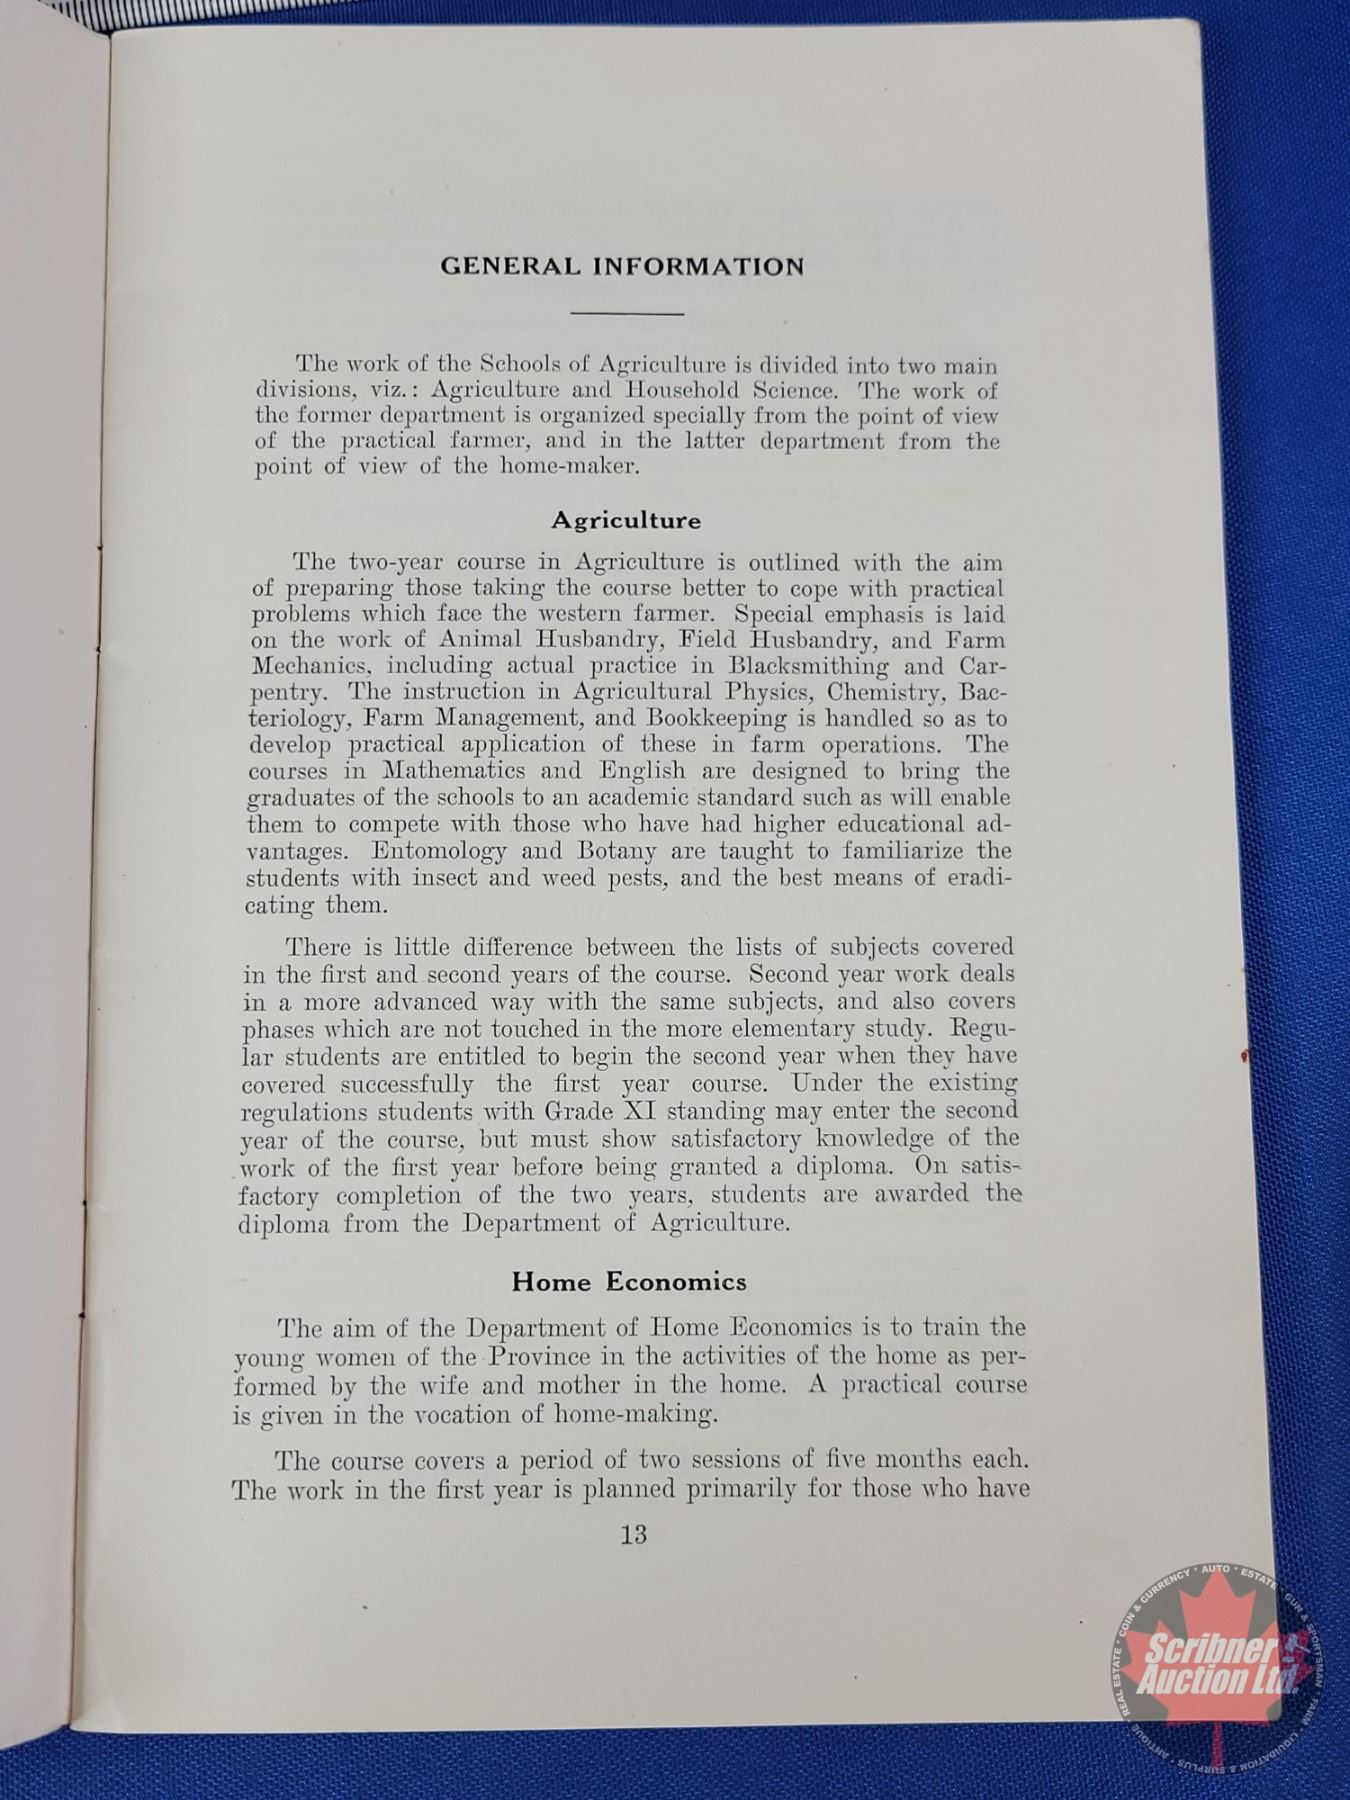 GENERAL INFORMATION
The work of the Schools of Agriculture is divided into two main
divisions, viz.: Agriculture and Household Science. The work of
the former department is organized specially from the point of view
of the practical farmer, and in the latter department from the
point of view of the home-maker.
Agriculture
The two-year course in Agriculture is outlined with the aim
of preparing those taking the course better to cope with practical
problems which face the western farmer. Special emphasis is laid
on the work of Animal Husbandry, Field Husbandry, and Farm
Mechanics, including actual practice in Blacksmithing and Car-
pentry. The instruction in Agricultural Physics, Chemistry, Bac-
teriology, Farm Management, and Bookkeeping is handled so as to
develop practical application of these in farm operations. The
courses in Mathematics and English are designed to bring the
graduates of the schools to an academic standard such as will enable
them to compete with those who have had higher educational ad-
vantages. Entomology and Botany are taught to familiarize the
students with insect and weed pests, and the best means of eradi-
cating them.
There is little difference between the lists of subjects covered
in the first and second years of the course. Second year work deals
in a more advanced way with the same subjects, and also covers
phases which are not touched in the more elementary study. Regu-
lar students are entitled to begin the second year when they have
covered successfully the first year course. Under the existing
regulations students with Grade XI standing may enter the second
year of the course, but must show satisfactory knowledge of the
work of the first year before being granted a diploma. On satis-
factory completion of the two years, students are awarded the
diploma from the Department of Agriculture.
Home Economics
The aim of the Department of Home Economics is to train the
young women of the Province in the activities of the home as per-
formed by the wife and mother in the home. A practical course
is given in the vocation of home-making.
The course covers a period of two sessions of five months each.
The work in the first year is planned primarily for those who have
13
REAL ESTATE * COIN & CURRENCY * AUTO * ESTATE * GUN & SPORTSMAN * FARM * LIQUIDATION & SURPLUS * ANTIQUE *
Scribner
Auction Ltd.